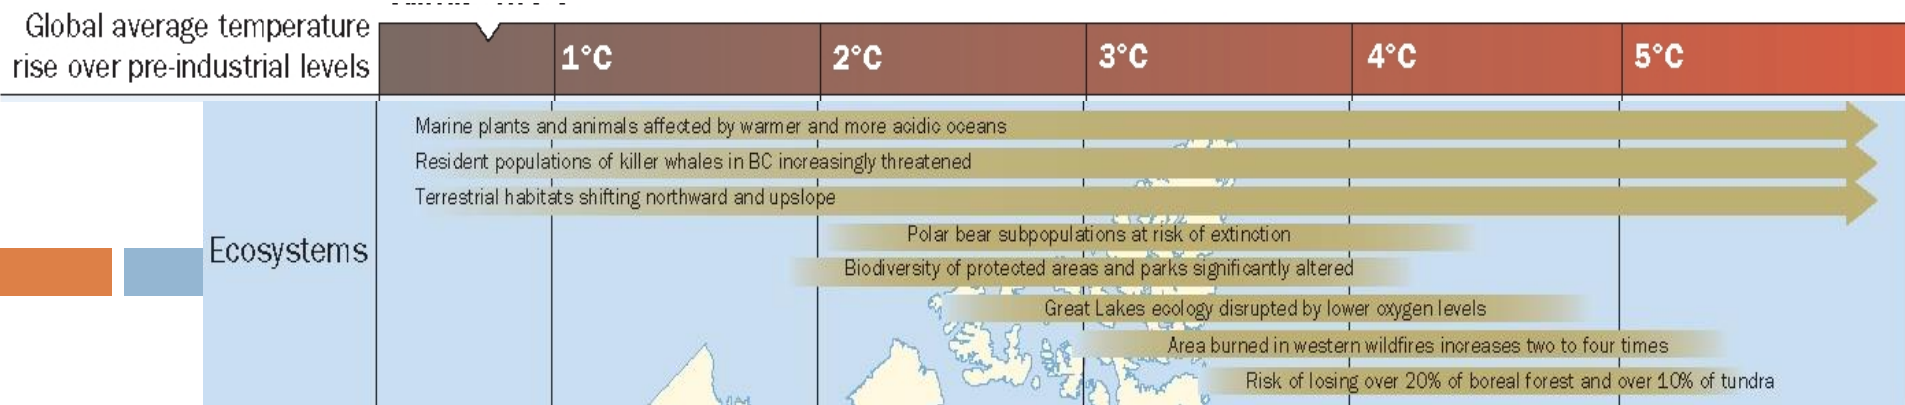 Global average temperature
rise over pre-industrial levels
1°C
2°C
3°C
4°C
5°C
Ecosystems
Marine plants and animals affected by warmer and more acidic oceans
Resident populations of killer whales in BC increasingly threatened
Terrestrial habitats shifting northward and upslope
Polar bear subpopulations at risk of extinction
Biodiversity of protected areas and parks significantly altered
Great Lakes ecology disrupted by lower oxygen levels
Area burned in western wildfires increases two to four times
Risk of losing over 20% of boreal forest and over 10% of tundra